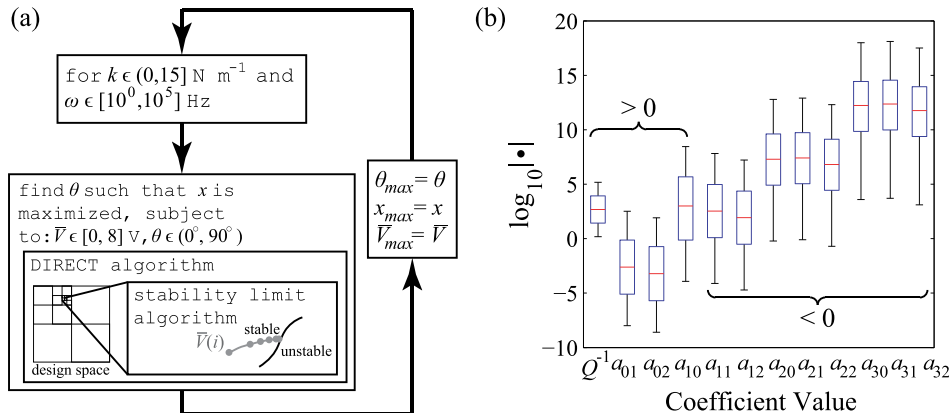 (a)
for k ∈ (0,15] N m⁻¹ and
ω ∈ [10⁰,10⁵] Hz
find θ such that x is
maximized, subject
to: V̅ ∈ [0, 8] V, θ ∈ (0°, 90°)
DIRECT algorithm
design space
stability limit
algorithm
V̅(i)
stable
unstable
θmax = θ
xmax = x
V̅max = V̅
(b)
log₁₀|•|
20
15
10
5
0
−5
−10
> 0
< 0
Q⁻¹ a₀₁ a₀₂ a₁₀ a₁₁ a₁₂ a₂₀ a₂₁ a₂₂ a₃₀ a₃₁ a₃₂
Coefficient Value